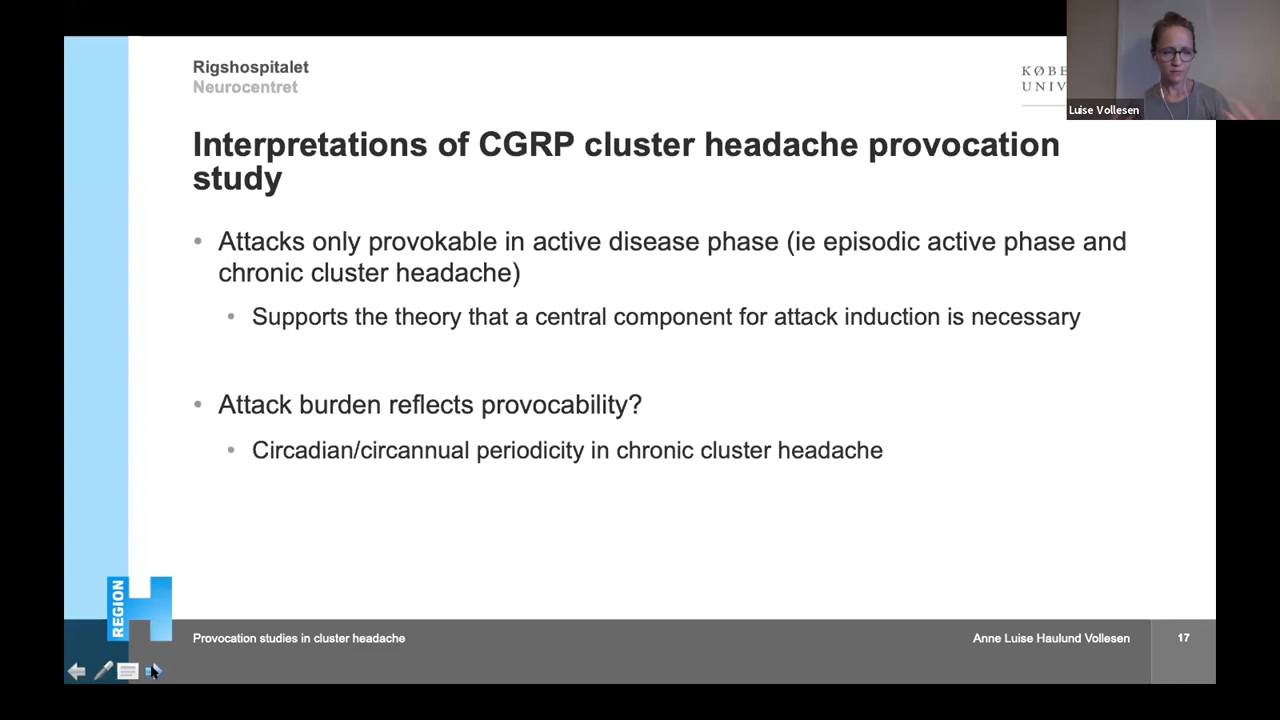 Rigshospitalet
Neurocentret
KØBE
UNIV
Luise Vollesen
Interpretations of CGRP cluster headache provocation
study
• Attacks only provokable in active disease phase (ie episodic active phase and
chronic cluster headache)
• Supports the theory that a central component for attack induction is necessary
• Attack burden reflects provocability?
• Circadian/circannual periodicity in chronic cluster headache
REGION
H
Provocation studies in cluster headache
Anne Luise Haulund Vollesen
17